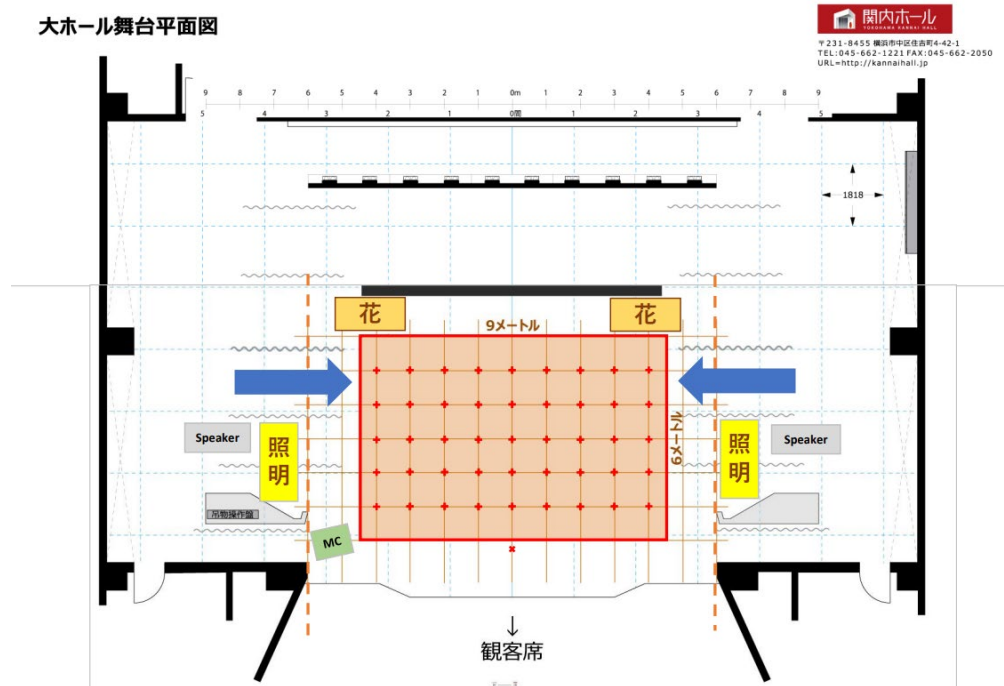 大ホール舞台平面図
関内ホール
YOKOHAMA KANNAI HALL
〒231-8455 横浜市中区住吉町4-42-1
TEL:045-662-1221 FAX:045-662-2050
URL=http://kannaihall.jp
9 8 7 6 5 4 3 2 1 0m 1 2 3 4 5 6 7 8 9
5 4 3 2 1 0間 1 2 3 4 5
1818
花
花
9メートル
6メートル
Speaker
照明
照明
Speaker
吊物操作盤
MC
↓
観客席